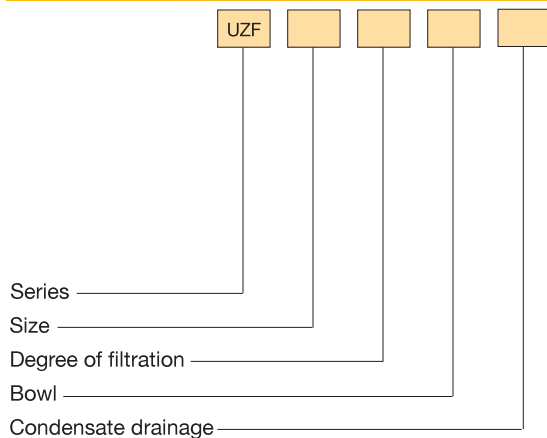 UZF
Series
Size
Degree of filtration
Bowl
Condensate drainage